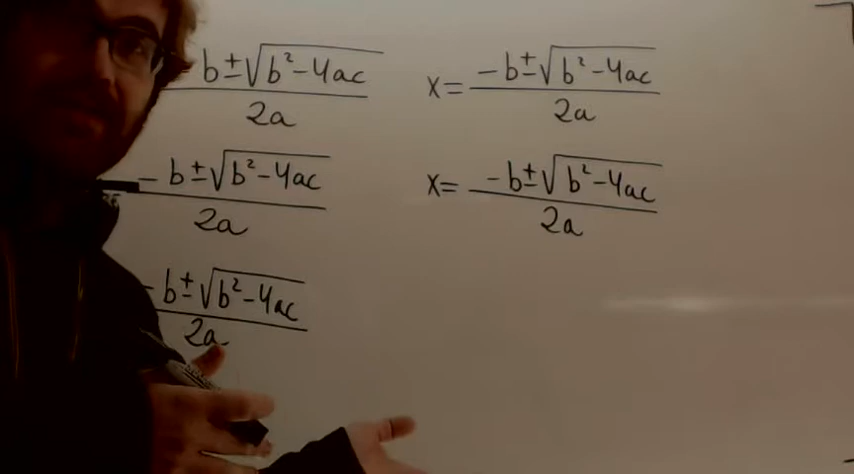 b±√b²-4ac / 2a
x= -b±√b²-4ac / 2a
-b±√b²-4ac / 2a
x= -b±√b²-4ac / 2a
-b±√b²-4ac / 2a